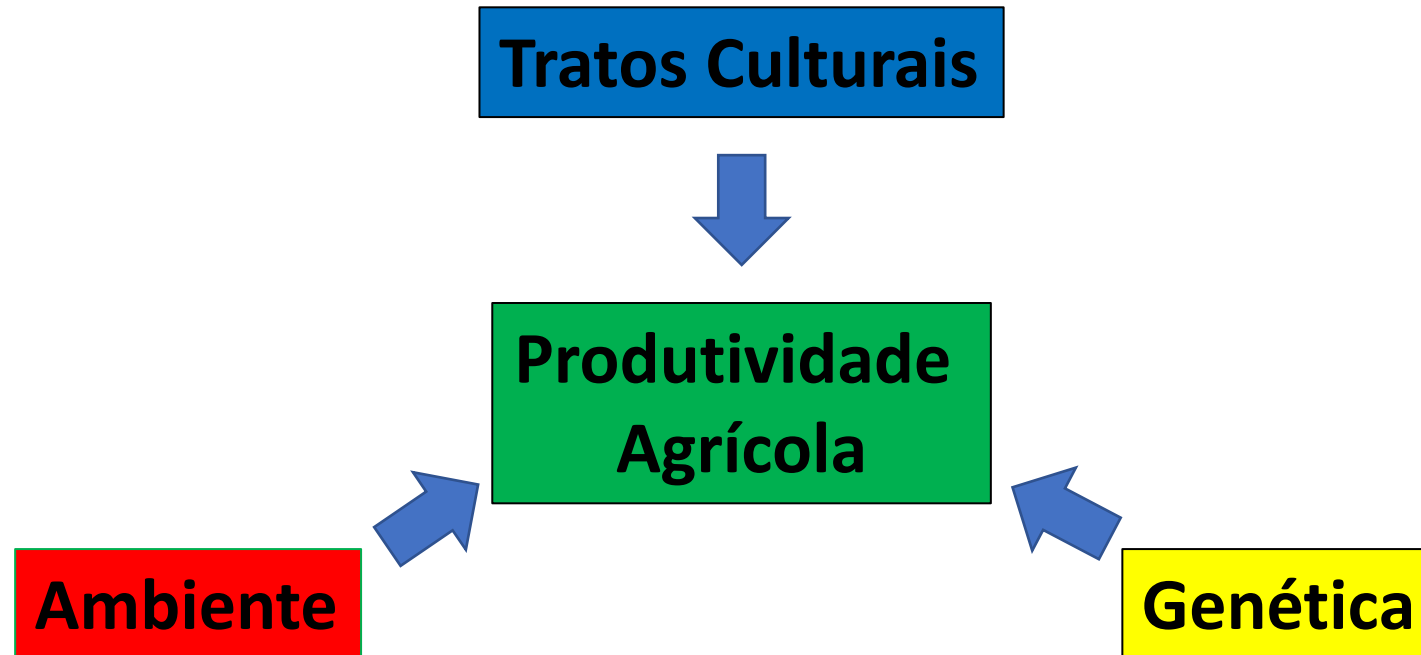 Tratos Culturais
Produtividade
Agrícola
Ambiente
Genética